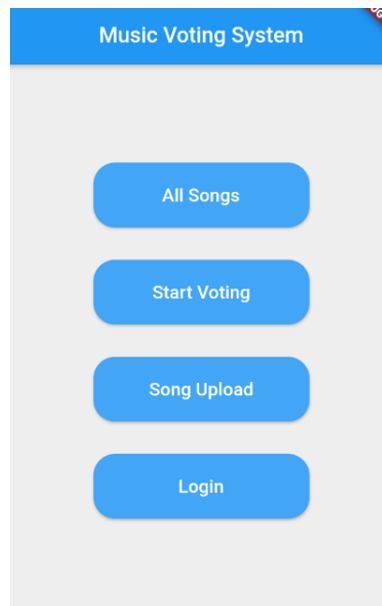 Music Voting System
All Songs
Start Voting
Song Upload
Login